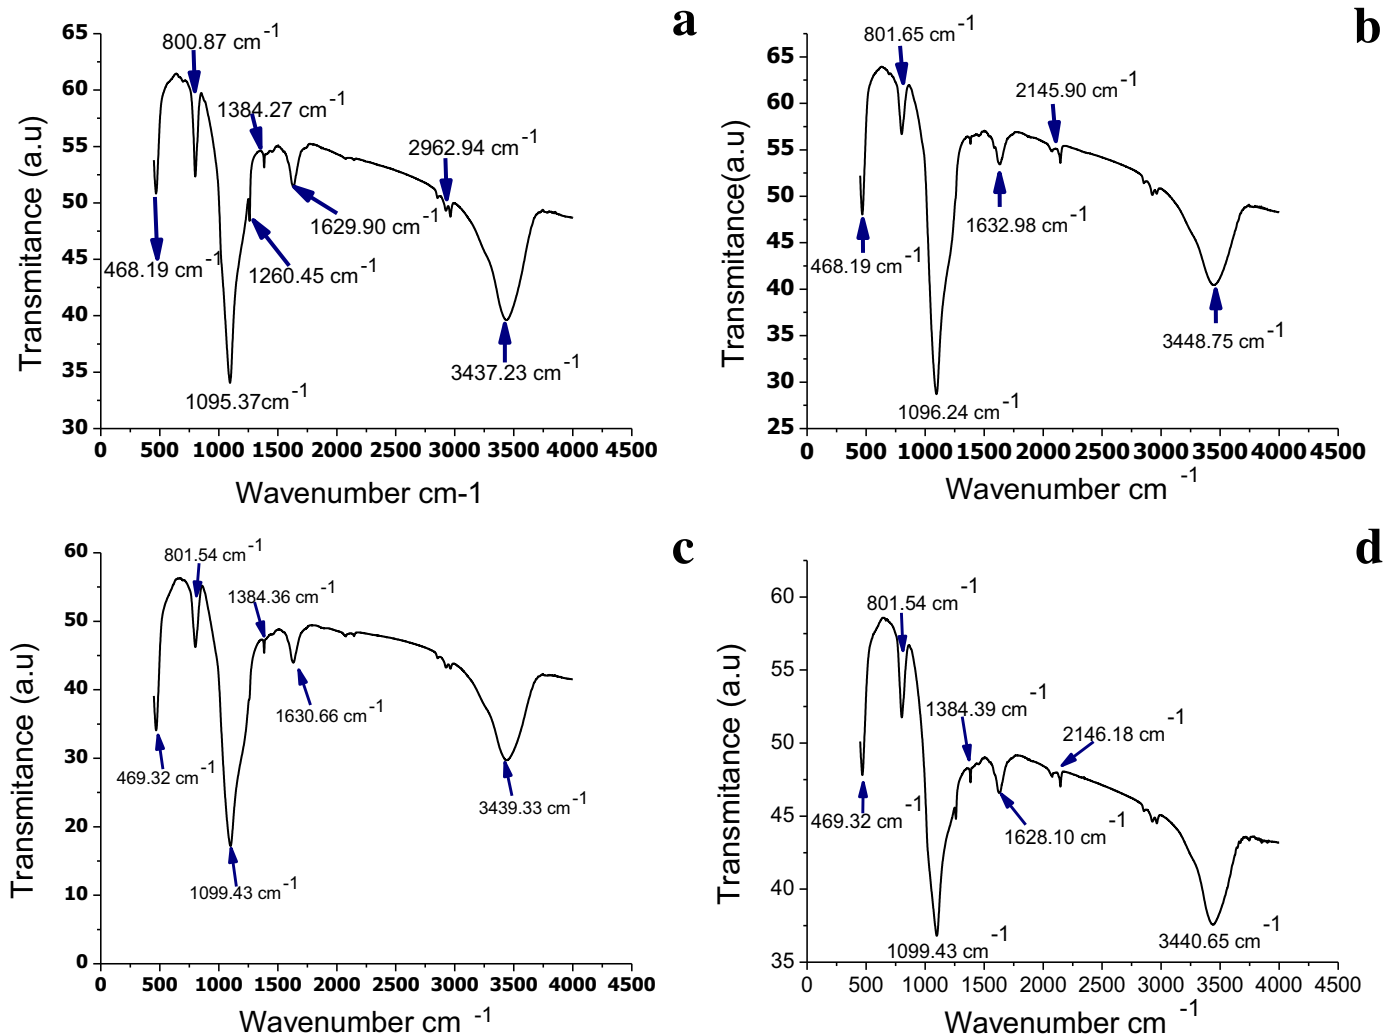 a
800.87 cm-1
1384.27 cm-1
2962.94 cm-1
1629.90 cm-1
468.19 cm-1
1260.45 cm-1
3437.23 cm-1
1095.37cm-1
65
60
55
50
45
40
35
30
0 500 1000 1500 2000 2500 3000 3500 4000 4500
Transmitance (a.u)
Wavenumber cm-1
b
801.65 cm-1
2145.90 cm-1
1632.98 cm-1
468.19 cm-1
3448.75 cm-1
1096.24 cm-1
65
60
55
50
45
40
35
30
25
0 500 1000 1500 2000 2500 3000 3500 4000 4500
Transmitance(a.u)
Wavenumber cm -1
c
801.54 cm-1
1384.36 cm-1
1630.66 cm-1
469.32 cm-1
3439.33 cm-1
1099.43 cm-1
60
50
40
30
20
10
0
0 500 1000 1500 2000 2500 3000 3500 4000 4500
Transmitance (a.u)
Wavenumber cm -1
d
801.54 cm-1
1384.39 cm-1
2146.18 cm-1
469.32 cm-1
1628.10 cm-1
3440.65 cm-1
1099.43 cm-1
60
55
50
45
40
35
0 500 1000 1500 2000 2500 3000 3500 4000 4500
Transmitance (a.u)
Wavenumber cm -1